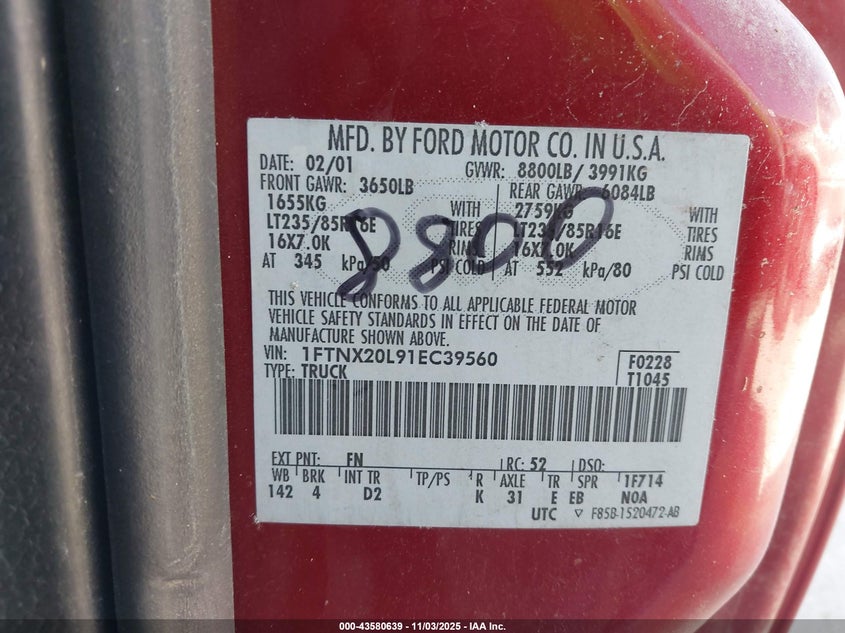 MFD. BY FORD MOTOR CO. IN U.S.A.
DATE: 02/01 GVWR: 8800LB/ 3991KG
FRONT GAWR: 3650LB REAR GAWR: 6084LB
1655KG WITH 2759KG WITH
LT235/85R16E TIRES LT235/85R16E TIRES
16X7.0K RIMS 16X7.0K RIMS
AT 345 kPa/50 PSI COLD AT 552 kPa/80 PSI COLD
8800
THIS VEHICLE CONFORMS TO ALL APPLICABLE FEDERAL MOTOR
VEHICLE SAFETY STANDARDS IN EFFECT ON THE DATE OF
MANUFACTURE SHOWN ABOVE.
VIN: 1FTNX20L91EC39560 F0228
TYPE: TRUCK T1045
EXT PNT: FN RC: 52 DSO:
WB BRK INT TR TP/PS R AXLE TR SPR 1F714
142 4 D2 K 31 E EB N0A
UTC ▽ F85B-1520472-AB
000-43580639 - 11/03/2025 - IAA Inc.